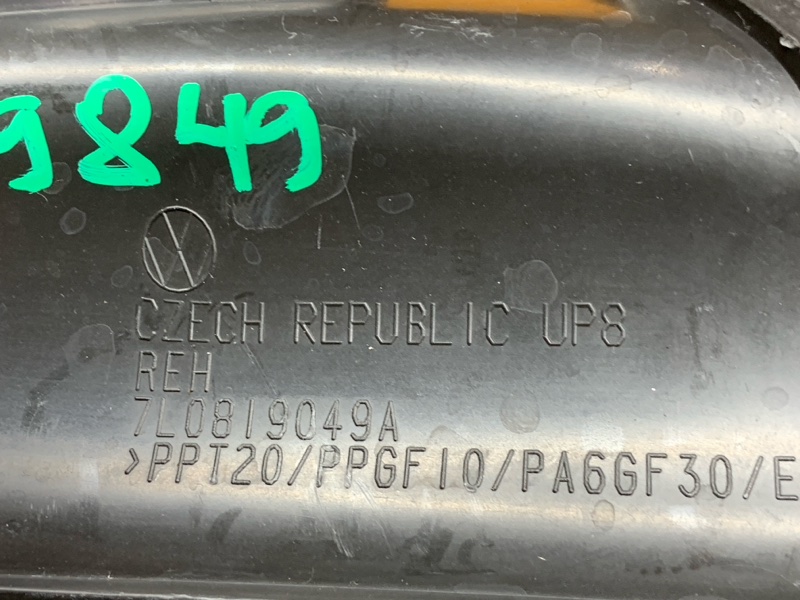 9849
CZECH REPUBLIC UP8
REH
7L0819049A
>PPT20/PPGF10/PA6GF30/E